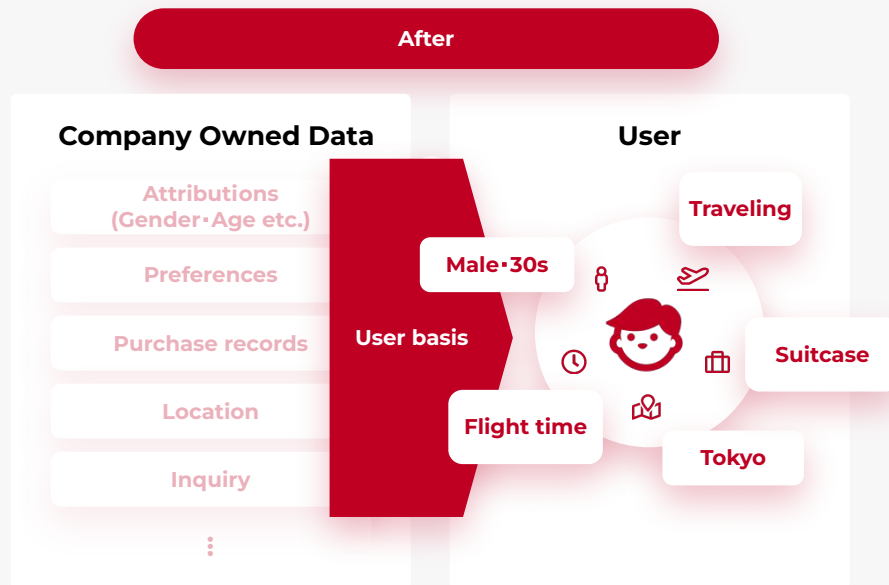 After
Company Owned Data
Attributions
(Gender･Age etc.)
Preferences
Purchase records
Location
Inquiry
User basis
User
Traveling
Male･30s
Suitcase
Flight time
Tokyo